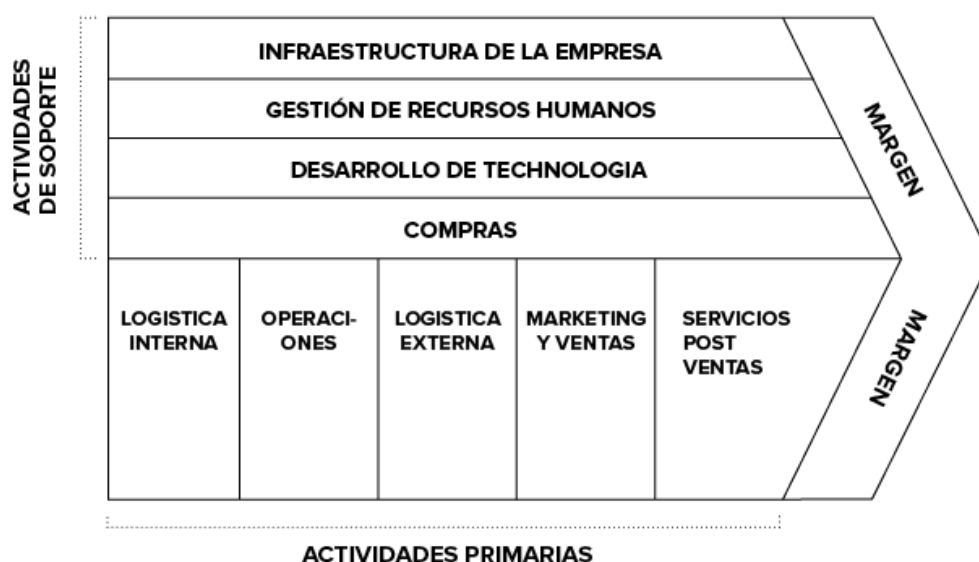 ACTIVIDADES
DE SOPORTE
INFRAESTRUCTURA DE LA EMPRESA
GESTIÓN DE RECURSOS HUMANOS
DESARROLLO DE TECHNOLOGIA
COMPRAS
MARGEN
LOGISTICA
INTERNA
OPERACI-
ONES
LOGISTICA
EXTERNA
MARKETING
Y VENTAS
SERVICIOS
POST
VENTAS
MARGEN
ACTIVIDADES PRIMARIAS